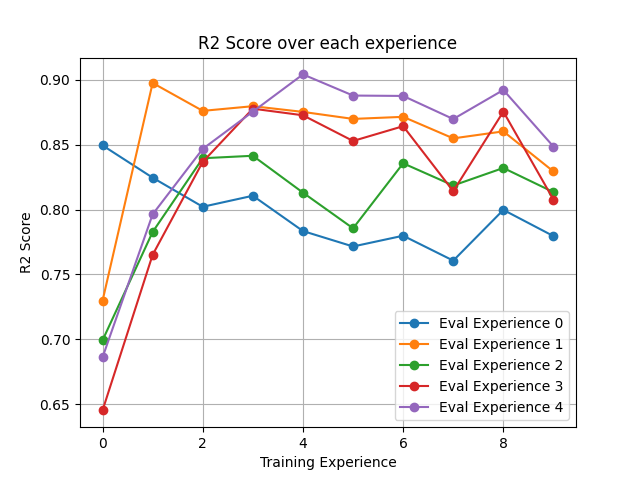 R2 Score over each experience
0.90
0.85
0.80
0.75
0.70
0.65
R2 Score
0
2
4
6
8
Training Experience
Eval Experience 0
Eval Experience 1
Eval Experience 2
Eval Experience 3
Eval Experience 4